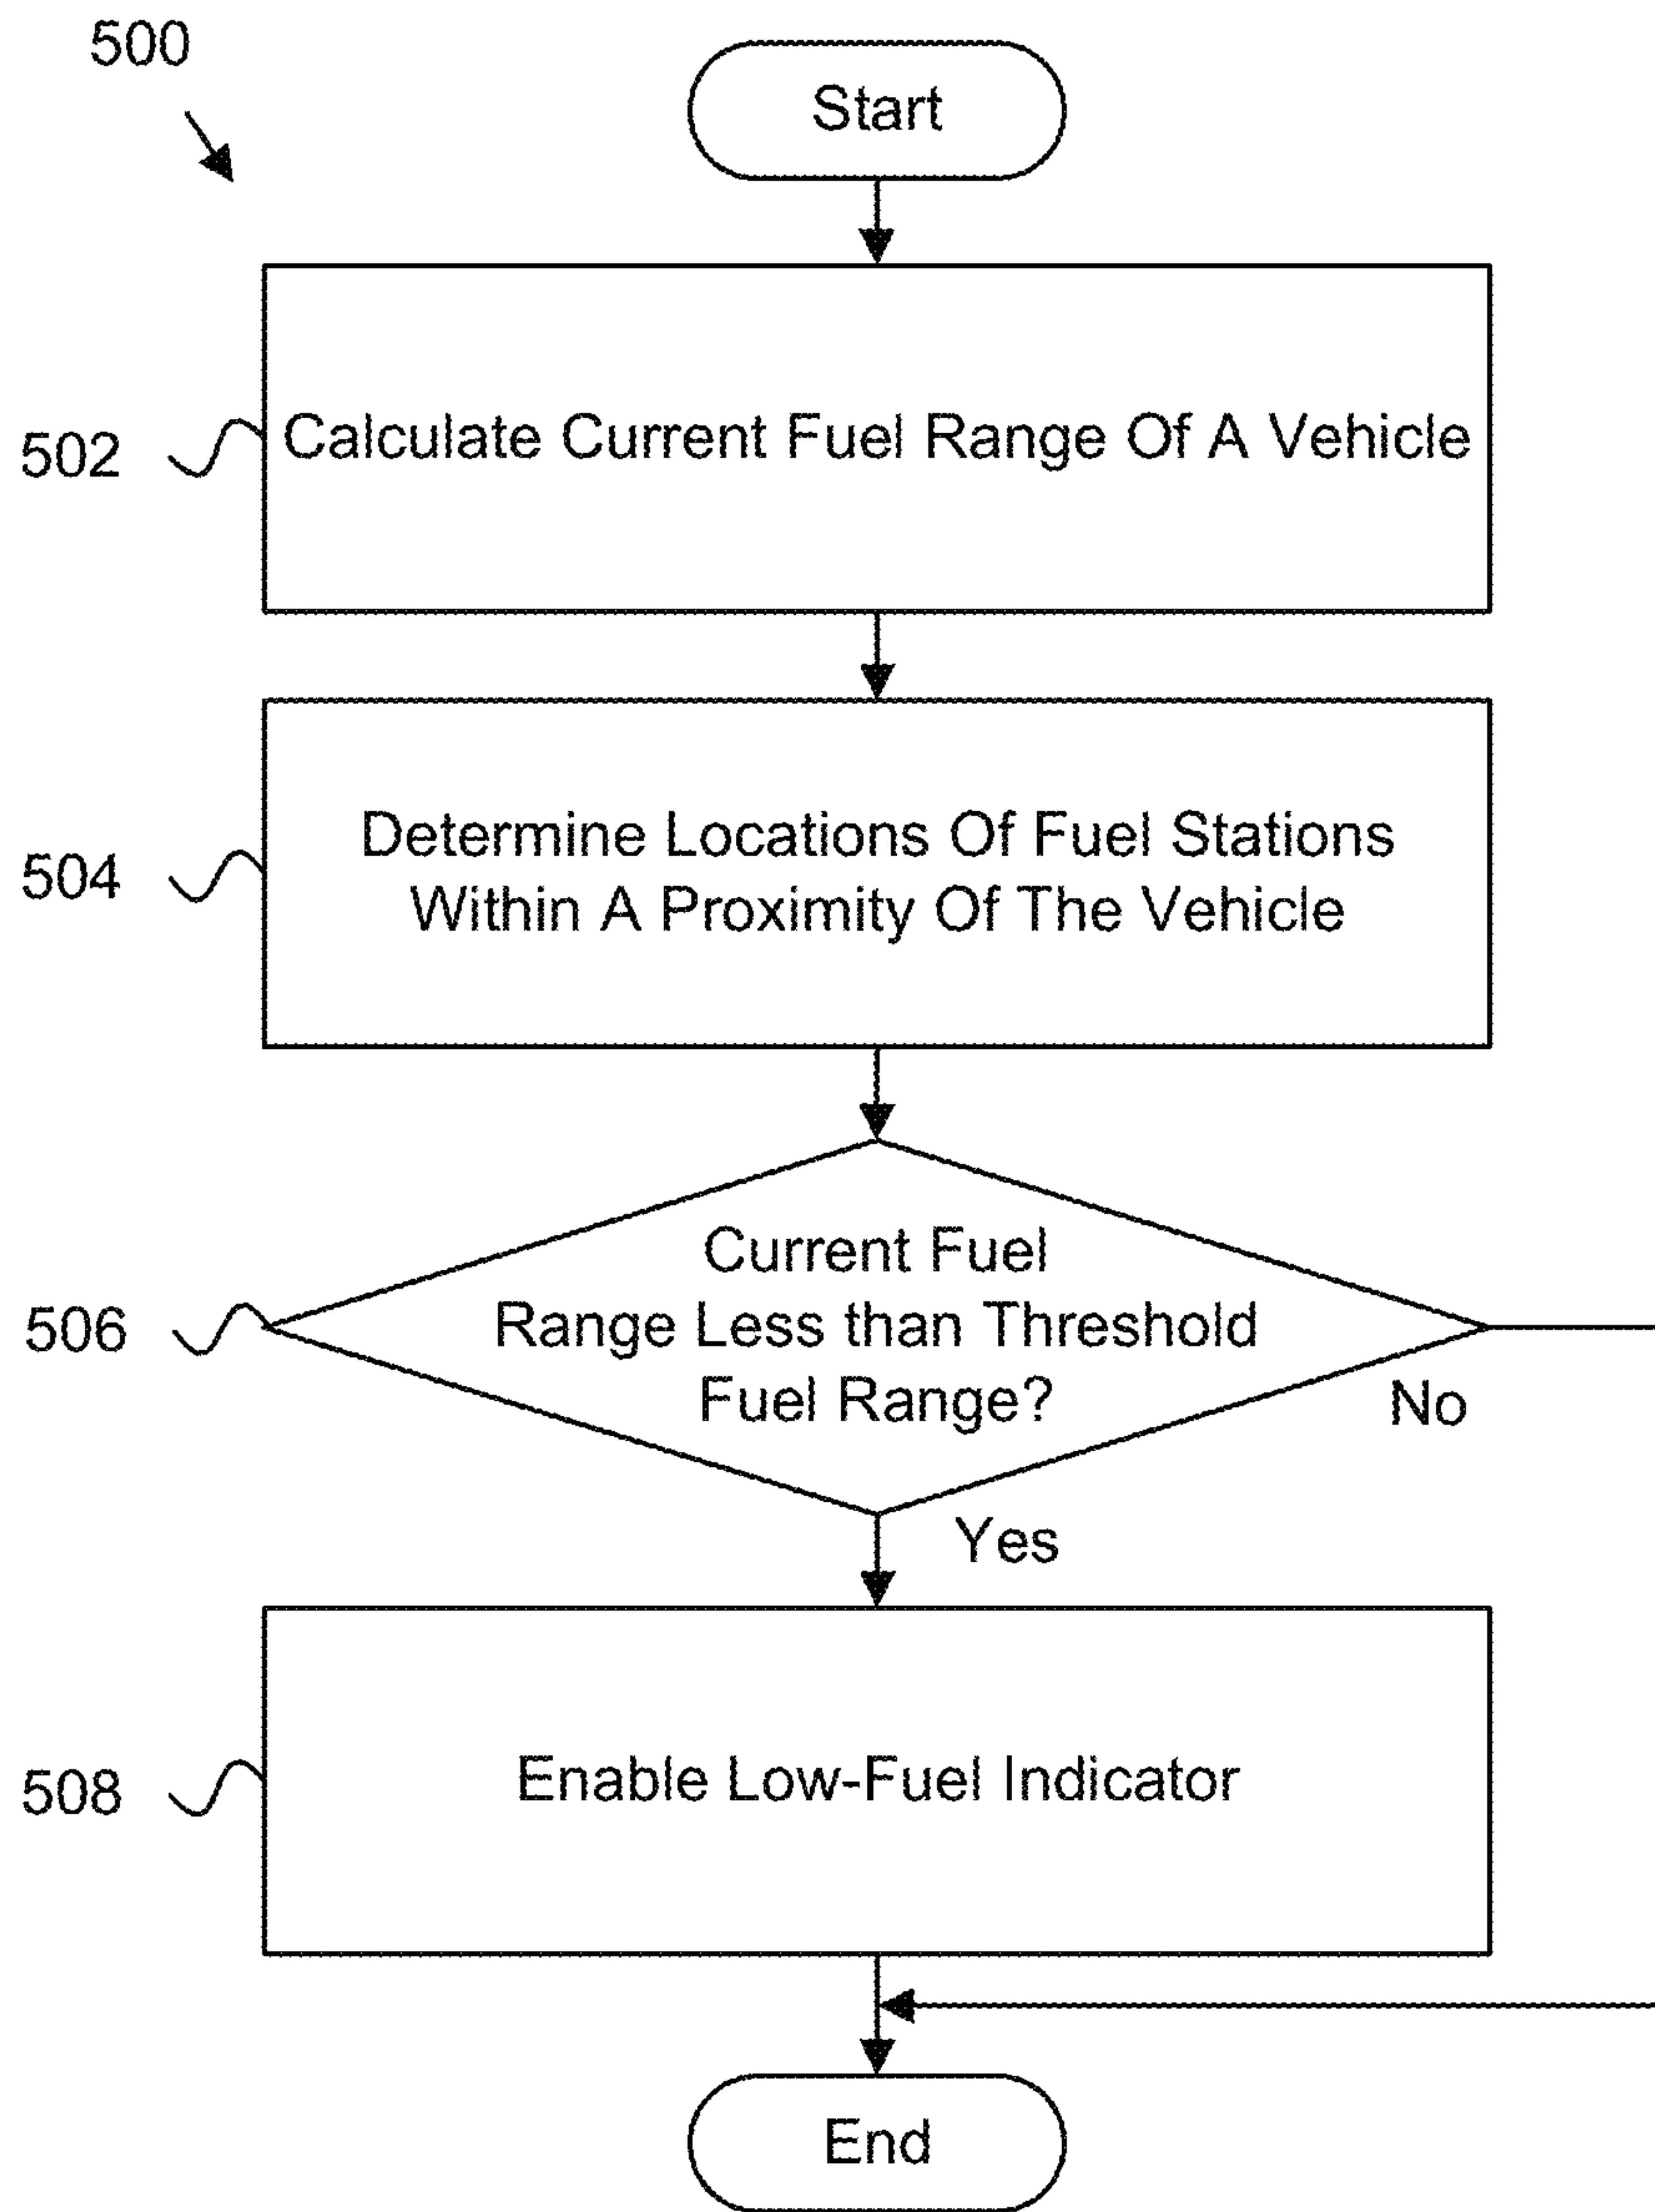 500
Start
502
Calculate Current Fuel Range Of A Vehicle
504
Determine Locations Of Fuel Stations
Within A Proximity Of The Vehicle
506
Current Fuel
Range Less than Threshold
Fuel Range?
No
Yes
508
Enable Low-Fuel Indicator
End